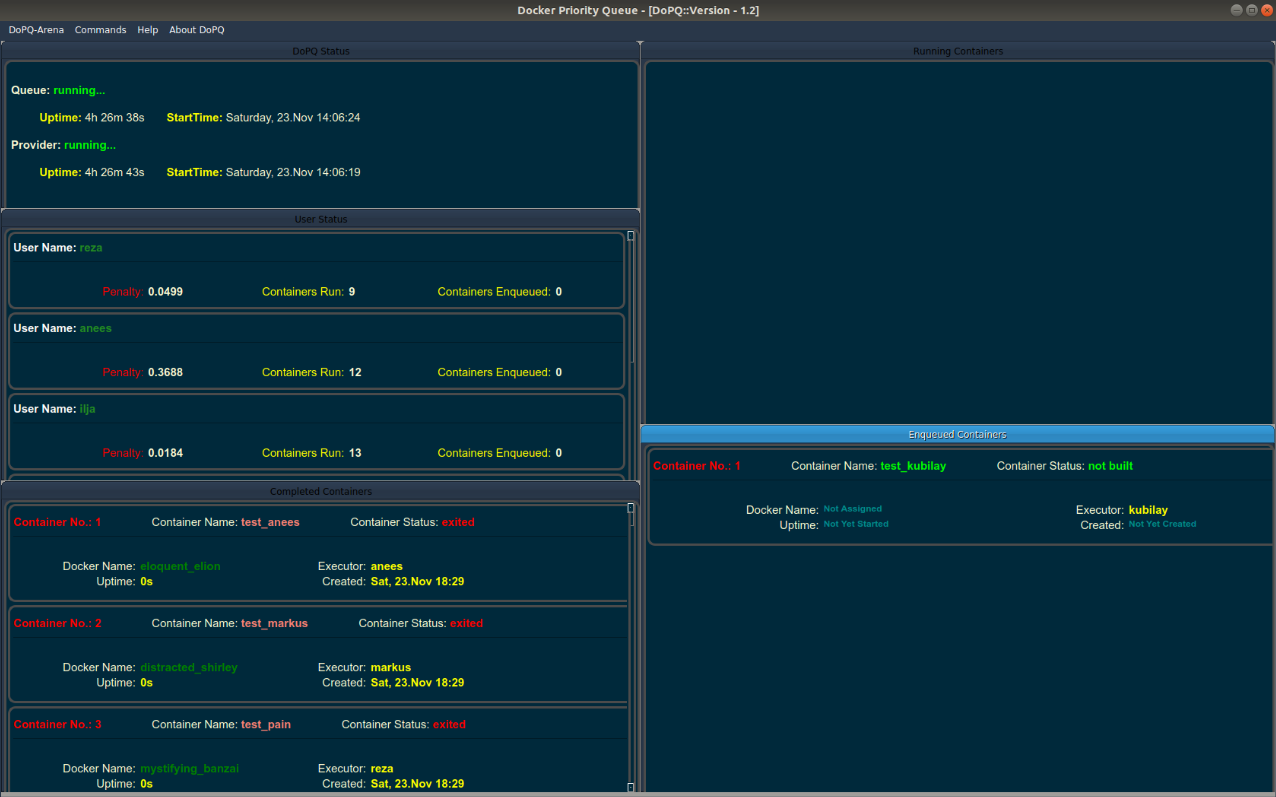 Docker Priority Queue - [DoPQ::Version - 1.2]
DoPQ-Arena Commands Help About DoPQ
DoPQ Status
Queue: running...
Uptime: 4h 26m 38s StartTime: Saturday, 23.Nov 14:06:24
Provider: running...
Uptime: 4h 26m 43s StartTime: Saturday, 23.Nov 14:06:19
User Status
User Name: reza
Penalty: 0.0499 Containers Run: 9 Containers Enqueued: 0
User Name: anees
Penalty: 0.3688 Containers Run: 12 Containers Enqueued: 0
User Name: ilja
Penalty: 0.0184 Containers Run: 13 Containers Enqueued: 0
Completed Containers
Container No.: 1 Container Name: test_anees Container Status: exited
Docker Name: eloquent_elion Executor: anees
Uptime: 0s Created: Sat, 23.Nov 18:29
Container No.: 2 Container Name: test_markus Container Status: exited
Docker Name: distracted_shirley Executor: markus
Uptime: 0s Created: Sat, 23.Nov 18:29
Container No.: 3 Container Name: test_pain Container Status: exited
Docker Name: mystifying_banzai Executor: reza
Uptime: 0s Created: Sat, 23.Nov 18:29
Running Containers
Enqueued Containers
Container No.: 1 Container Name: test_kubilay Container Status: not built
Docker Name: Not Assigned Executor: kubilay
Uptime: Not Yet Started Created: Not Yet Created